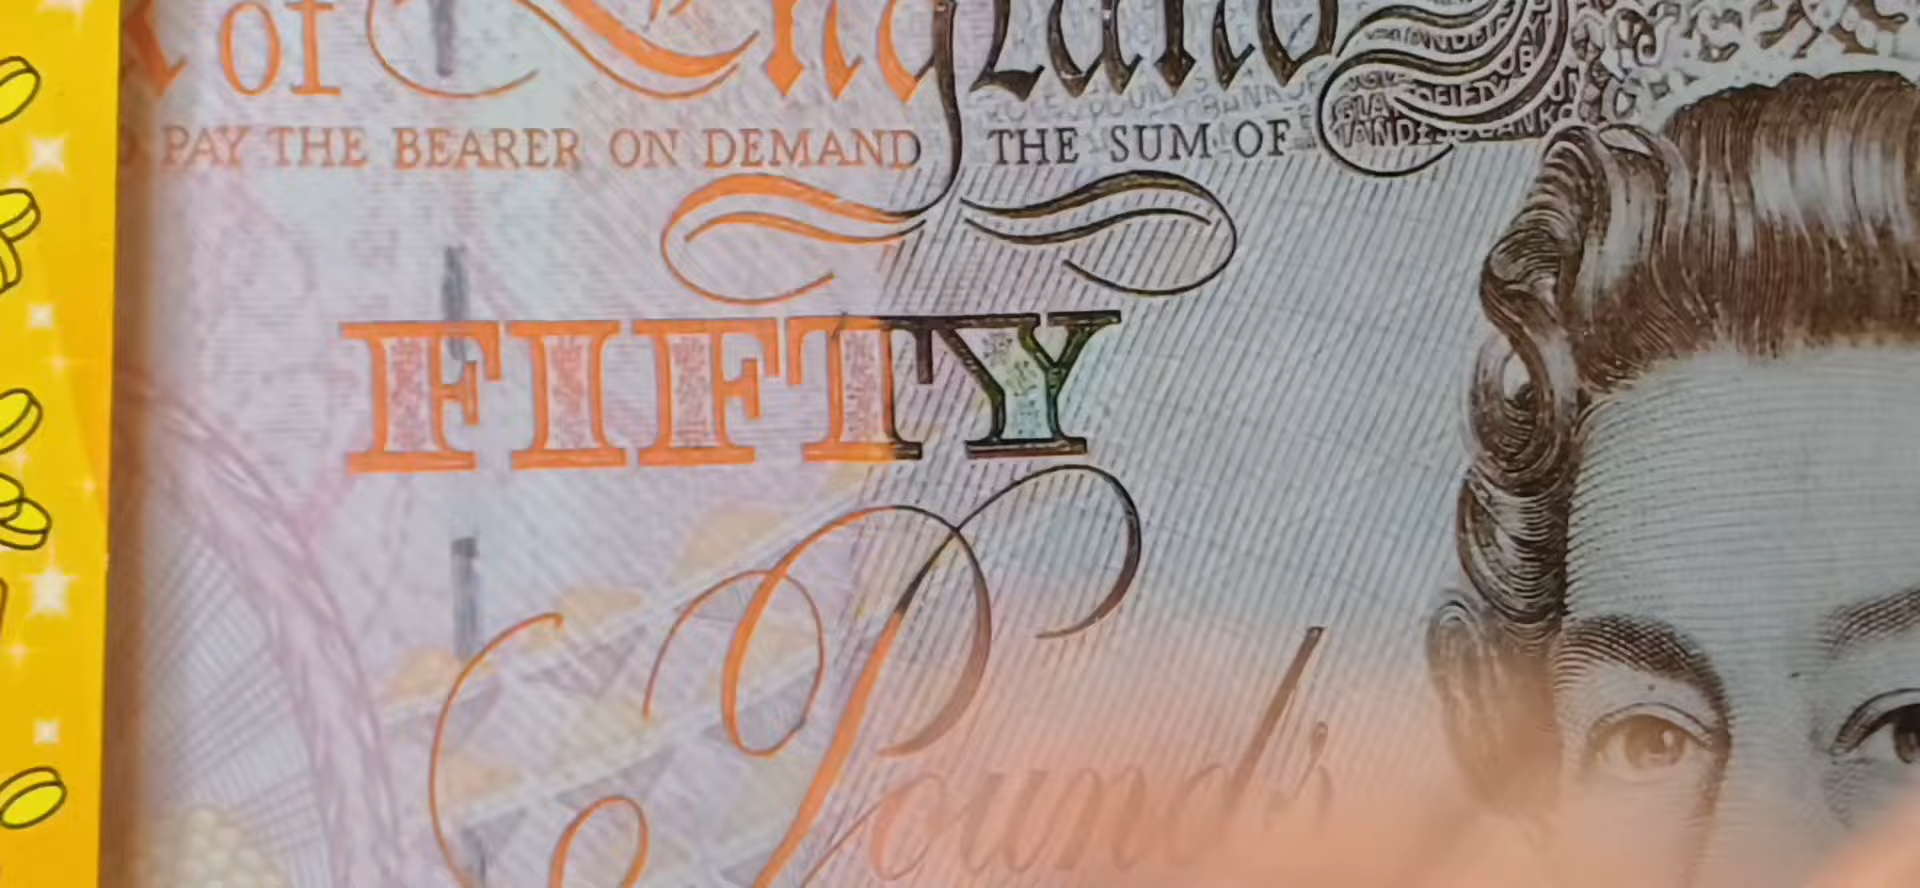 of England
PAY THE BEARER ON DEMAND THE SUM OF
FIFTY
Pounds